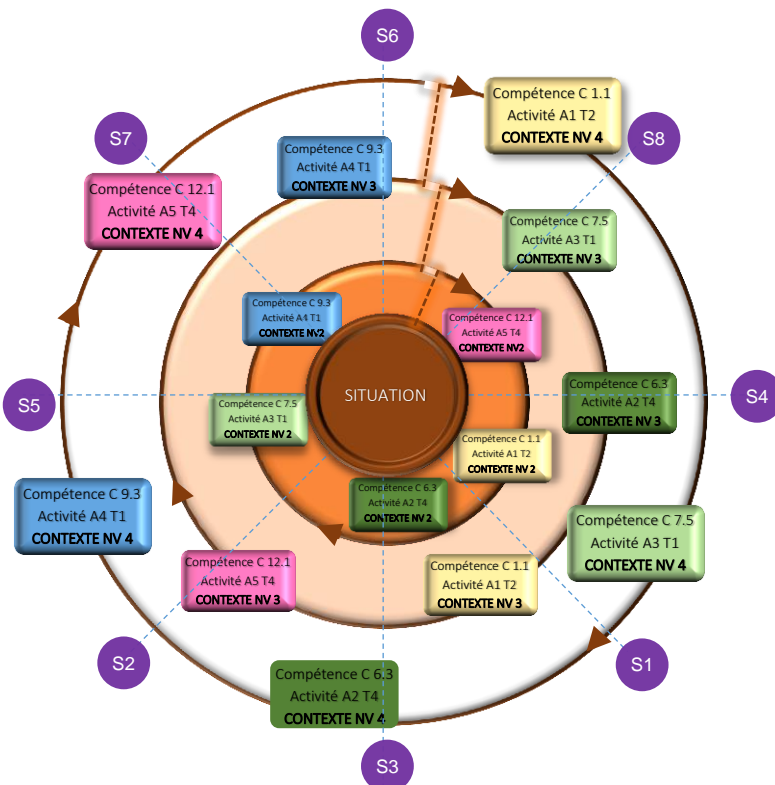 S6
Compétence C 1.1
Activité A1 T2
CONTEXTE NV 4
S7
S8
Compétence C 9.3
Activité A4 T1
CONTEXTE NV 3
Compétence C 12.1
Activité A5 T4
CONTEXTE NV 4
Compétence C 7.5
Activité A3 T1
CONTEXTE NV 3
Compétence C 9.3
Activité A4 T1
CONTEXTE NV2
Compétence C 12.1
Activité A5 T4
CONTEXTE NV2
SITUATION
S5
S4
Compétence C 6.3
Activité A2 T4
CONTEXTE NV 3
Compétence C 7.5
Activité A3 T1
CONTEXTE NV 2
Compétence C 1.1
Activité A1 T2
CONTEXTE NV 2
Compétence C 9.3
Activité A4 T1
CONTEXTE NV 4
Compétence C 6.3
Activité A2 T4
CONTEXTE NV 2
Compétence C 7.5
Activité A3 T1
CONTEXTE NV 4
Compétence C 12.1
Activité A5 T4
CONTEXTE NV 3
Compétence C 1.1
Activité A1 T2
CONTEXTE NV 3
S2
S1
Compétence C 6.3
Activité A2 T4
CONTEXTE NV 4
S3